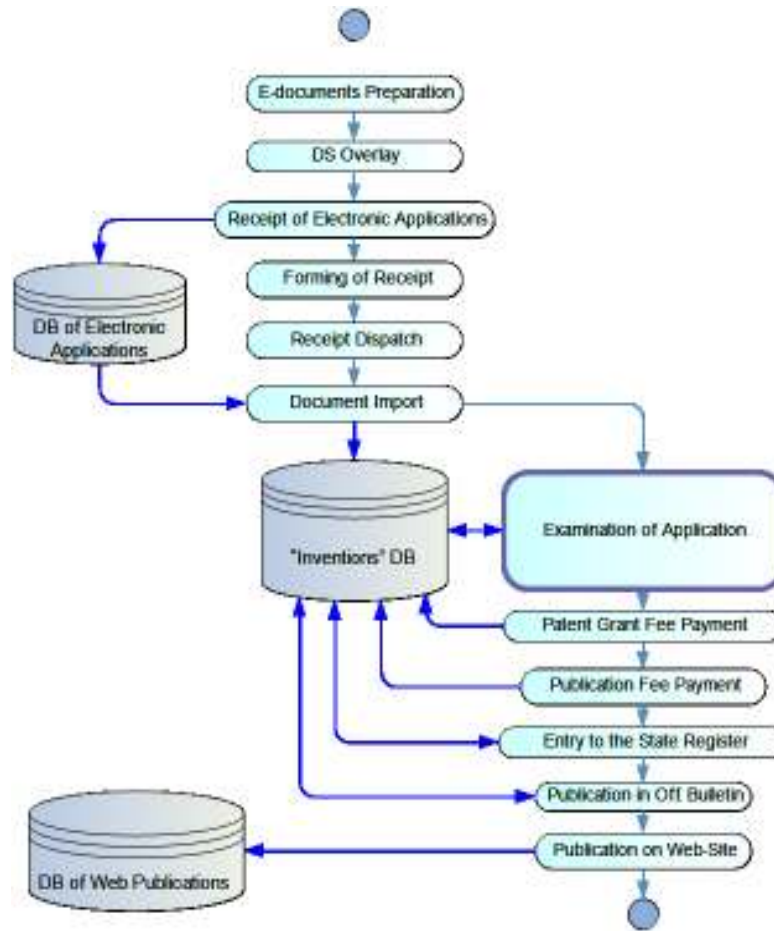 E-documents Preparation
DS Overlay
Receipt of Electronic Applications
Forming of Receipt
DB of Electronic
Applications
Receipt Dispatch
Document Import
Examination of Application
"Inventions" DB
Patent Grant Fee Payment
Publication Fee Payment
Entry to the State Register
Publication in Off. Bulletin
Publication on Web-Site
DB of Web Publications